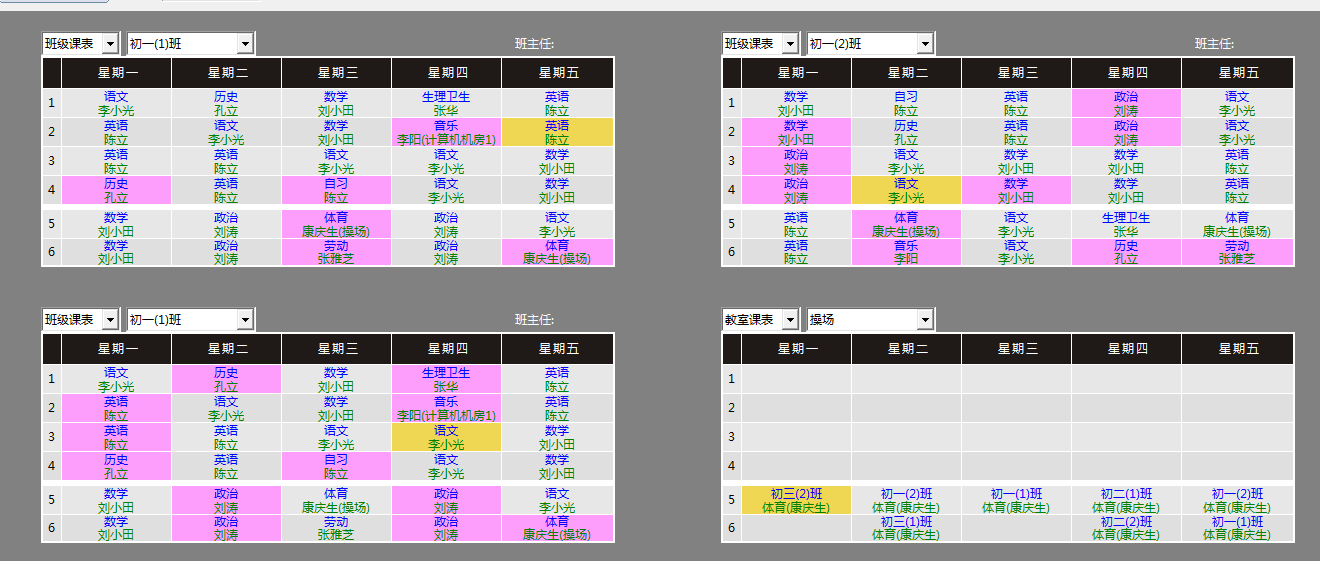 班级课表 初一(1)班 班主任:
星期一 星期二 星期三 星期四 星期五
1 语文 历史 数学 生理卫生 英语
李小光 孔立 刘小田 张华 陈立
2 英语 语文 数学 音乐 英语
陈立 李小光 刘小田 李阳(计算机机房1) 陈立
3 英语 英语 语文 语文 数学
陈立 陈立 李小光 李小光 刘小田
4 历史 英语 自习 语文 数学
孔立 陈立 陈立 李小光 刘小田
5 数学 政治 体育 政治 语文
刘小田 刘涛 康庆生(操场) 刘涛 李小光
6 数学 政治 劳动 政治 体育
刘小田 刘涛 张雅芝 刘涛 康庆生(操场)
班级课表 初一(2)班 班主任:
星期一 星期二 星期三 星期四 星期五
1 数学 自习 英语 政治 语文
刘小田 陈立 陈立 刘涛 李小光
2 数学 历史 英语 政治 语文
刘小田 孔立 陈立 刘涛 李小光
3 政治 语文 数学 数学 英语
刘涛 李小光 刘小田 刘小田 陈立
4 政治 语文 数学 数学 英语
刘涛 李小光 刘小田 刘小田 陈立
5 英语 体育 语文 生理卫生 体育
陈立 康庆生(操场) 李小光 张华 康庆生(操场)
6 英语 音乐 语文 历史 劳动
陈立 李阳 李小光 孔立 张雅芝
班级课表 初一(1)班 班主任:
星期一 星期二 星期三 星期四 星期五
1 语文 历史 数学 生理卫生 英语
李小光 孔立 刘小田 张华 陈立
2 英语 语文 数学 音乐 英语
陈立 李小光 刘小田 李阳(计算机机房1) 陈立
3 英语 英语 语文 语文 数学
陈立 陈立 李小光 李小光 刘小田
4 历史 英语 自习 语文 数学
孔立 陈立 陈立 李小光 刘小田
5 数学 政治 体育 政治 语文
刘小田 刘涛 康庆生(操场) 刘涛 李小光
6 数学 政治 劳动 政治 体育
刘小田 刘涛 张雅芝 刘涛 康庆生(操场)
教室课表 操场
星期一 星期二 星期三 星期四 星期五
1
2
3
4
5 初三(2)班 初一(2)班 初一(1)班 初二(1)班 初一(2)班
体育(康庆生) 体育(康庆生) 体育(康庆生) 体育(康庆生) 体育(康庆生)
6 初三(1)班 初二(2)班 初一(1)班
体育(康庆生) 体育(康庆生) 体育(康庆生)